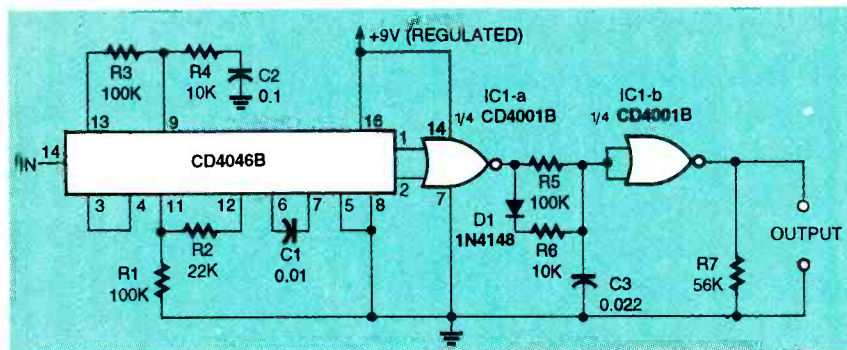 +9V (REGULATED)
R3
100K
R4
10K
C2
0.1
IC1-a
1/4 CD4001B
IC1-b
1/4 CD4001B
13
9
16
1
14
IN
14
CD4046B
2
7
3
4
11
12
6
7
5
8
R5
100K
D1
1N4148
R6
10K
OUTPUT
R2
22K
C1
0.01
R1
100K
C3
0.022
R7
56K